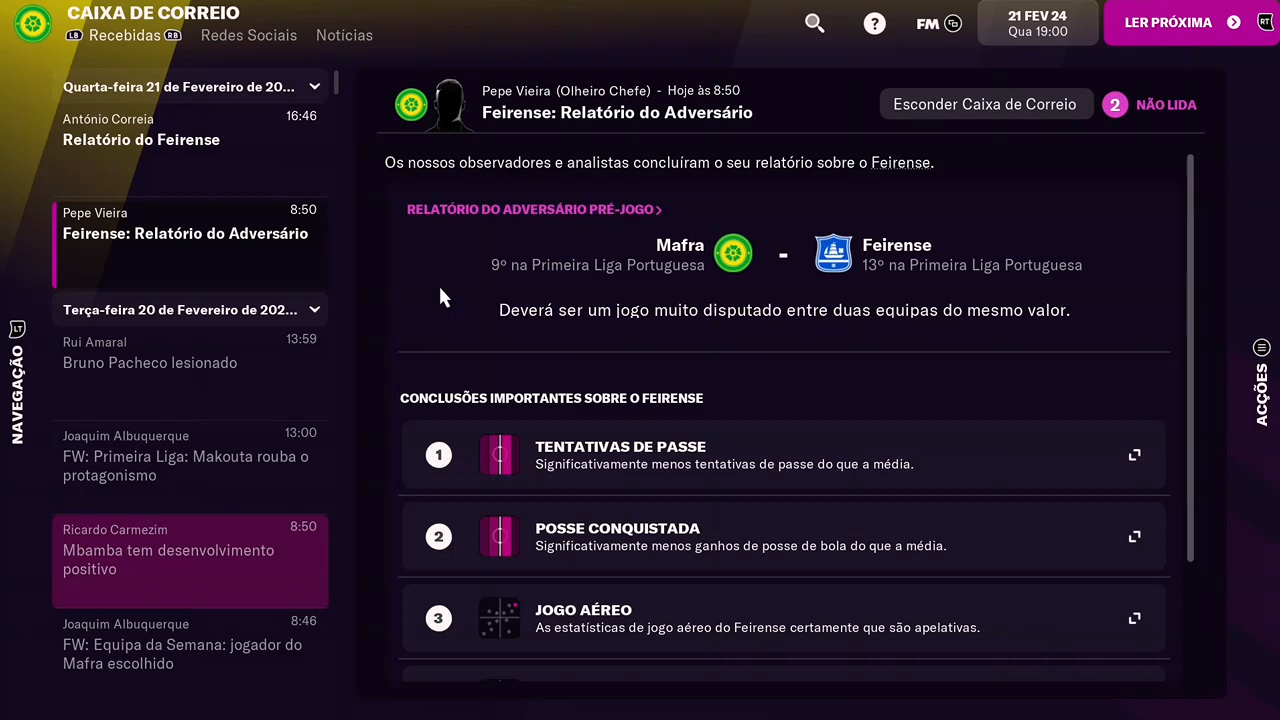 CAIXA DE CORREIO
LB Recebidas RB Redes Sociais Notícias
?
FM
21 FEV 24
Qua 19:00
LER PRÓXIMA
RT
LT
NAVEGAÇÃO
Quarta-feira 21 de Fevereiro de 20...
António Correia 16:46
Relatório do Feirense
Pepe Vieira 8:50
Feirense: Relatório do Adversário
Terça-feira 20 de Fevereiro de 202...
Rui Amaral 13:59
Bruno Pacheco lesionado
Joaquim Albuquerque 13:00
FW: Primeira Liga: Makouta rouba o
protagonismo
Ricardo Carmezim 8:50
Mbamba tem desenvolvimento
positivo
Joaquim Albuquerque 8:46
FW: Equipa da Semana: jogador do
Mafra escolhido
Pepe Vieira (Olheiro Chefe) - Hoje às 8:50
Feirense: Relatório do Adversário
Esconder Caixa de Correio
2 NÃO LIDA
Os nossos observadores e analistas concluíram o seu relatório sobre o Feirense.
RELATÓRIO DO ADVERSÁRIO PRÉ-JOGO >
Mafra - Feirense
9º na Primeira Liga Portuguesa 13º na Primeira Liga Portuguesa
Deverá ser um jogo muito disputado entre duas equipas do mesmo valor.
CONCLUSÕES IMPORTANTES SOBRE O FEIRENSE
1 TENTATIVAS DE PASSE
Significativamente menos tentativas de passe do que a média.
2 POSSE CONQUISTADA
Significativamente menos ganhos de posse de bola do que a média.
3 JOGO AÉREO
As estatísticas de jogo aéreo do Feirense certamente que são apelativas.
ACÇÕES